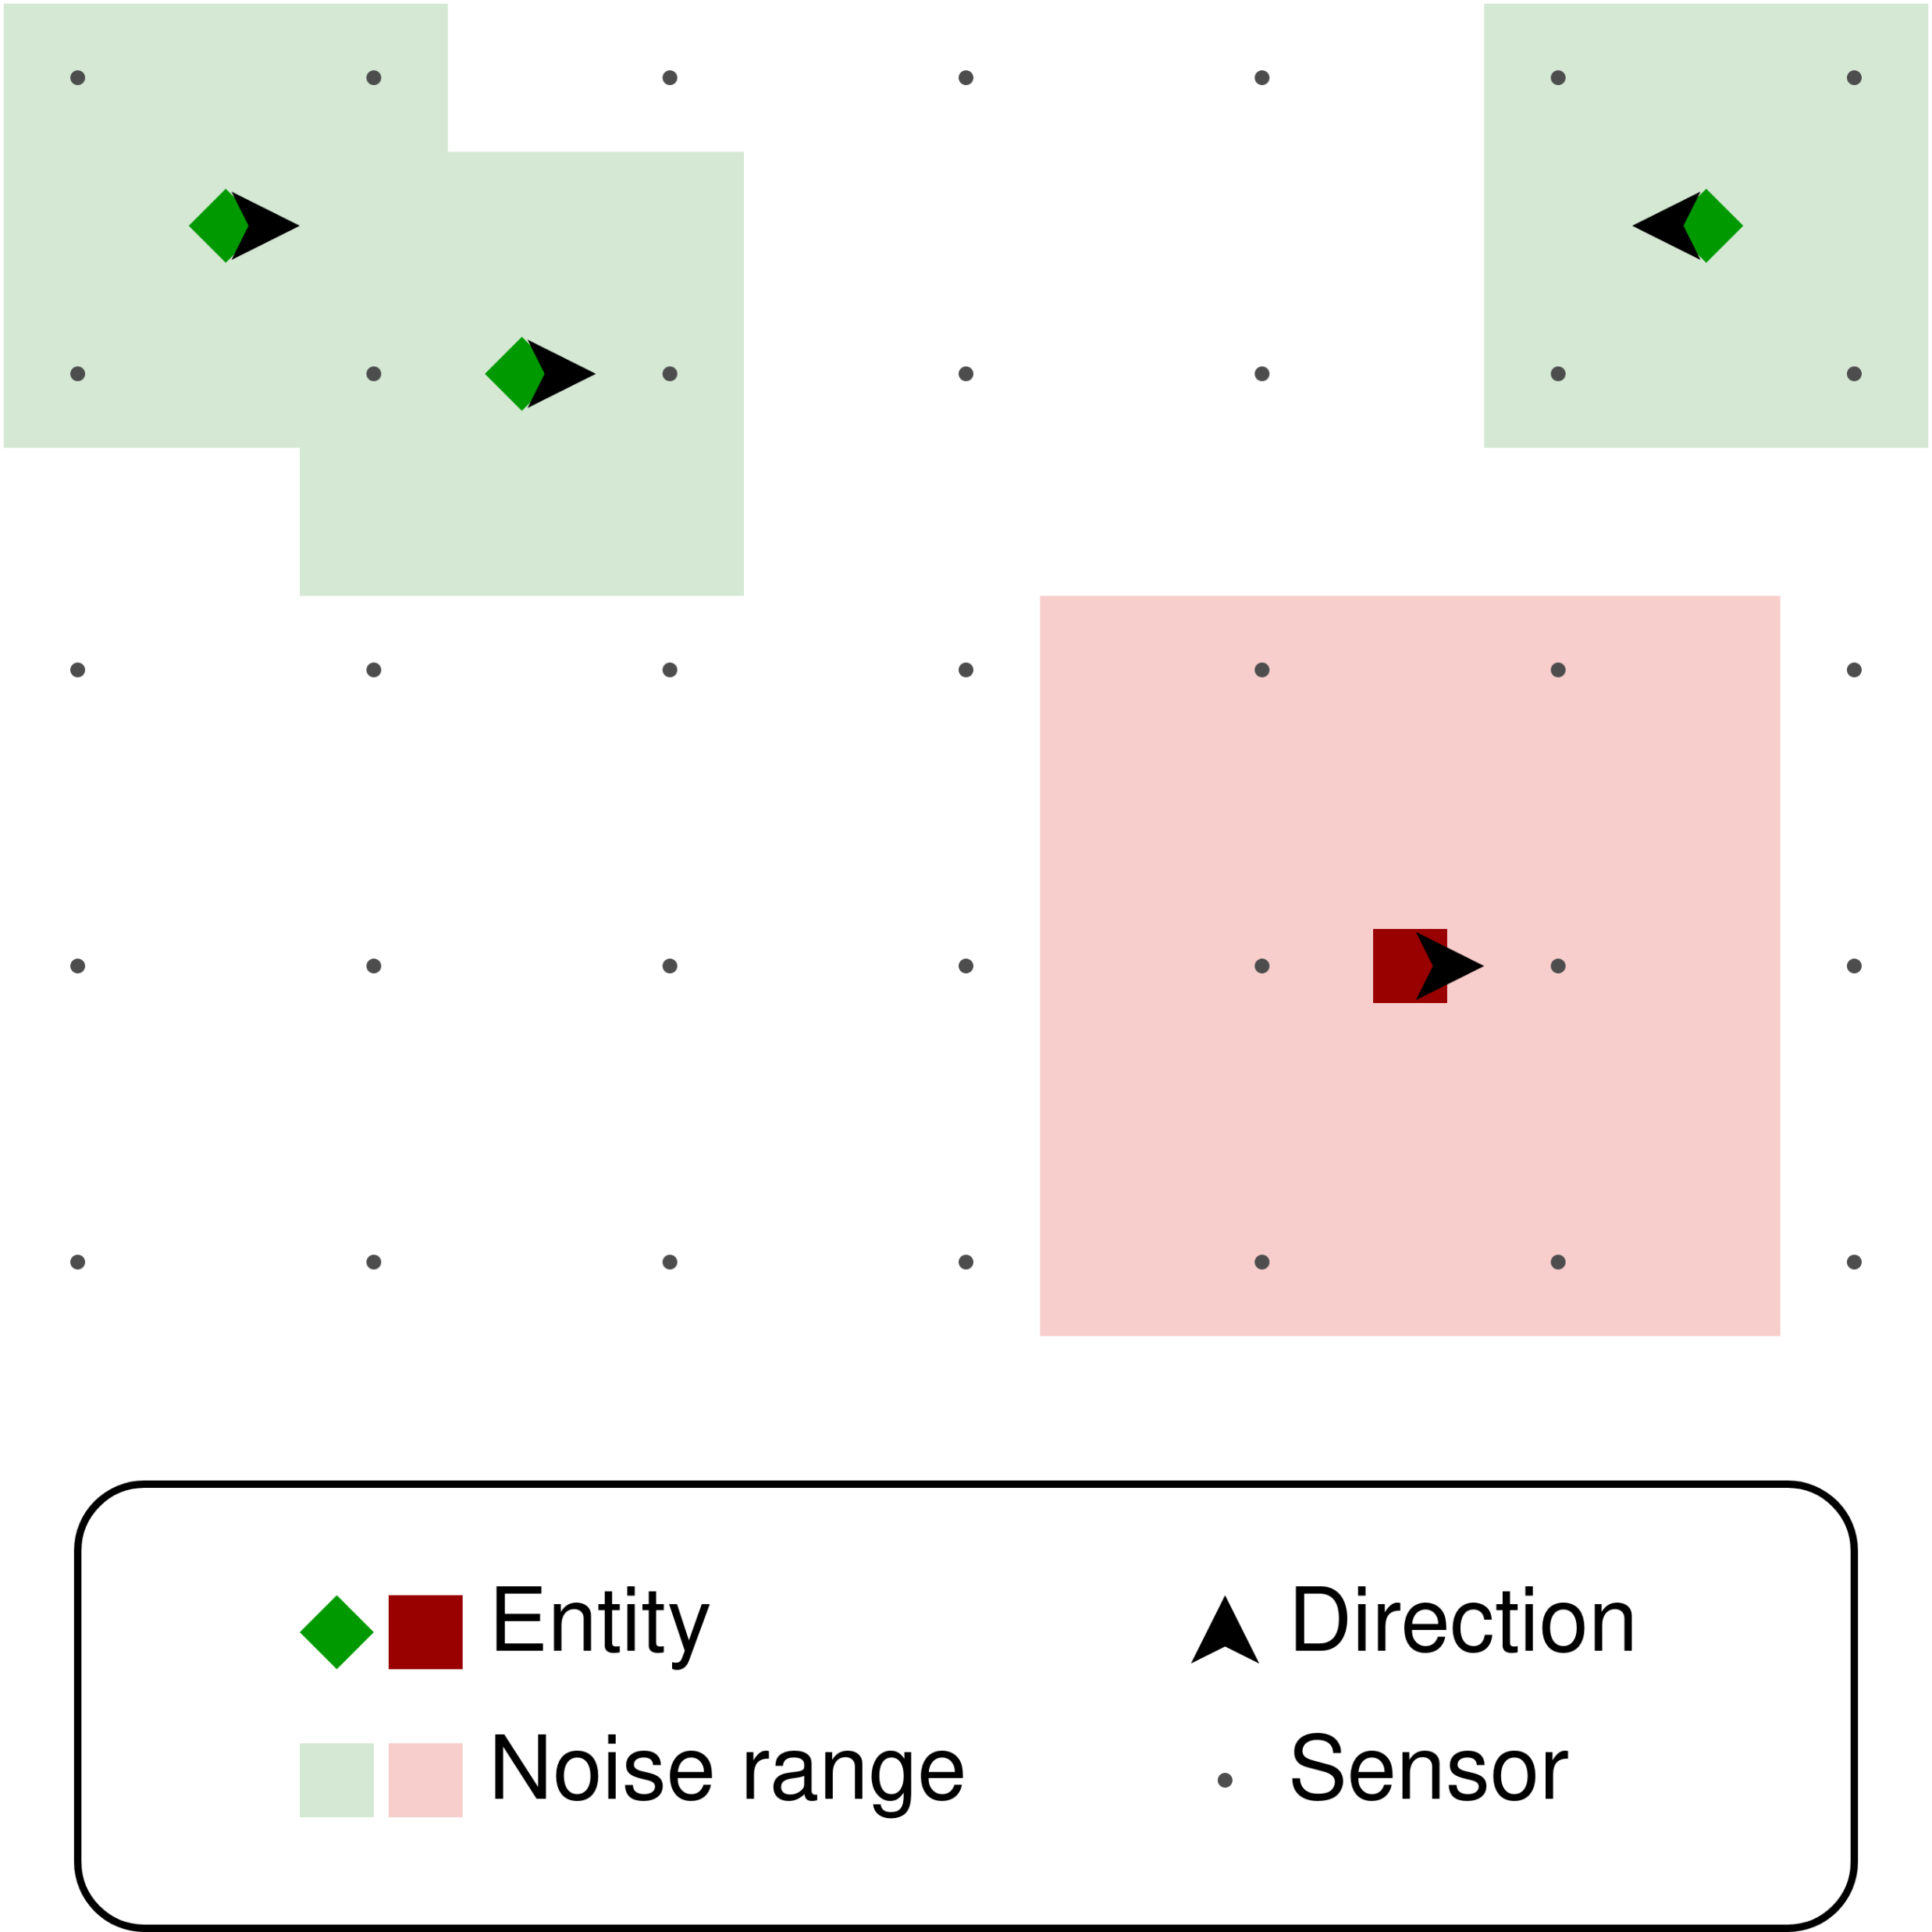 Entity
Direction
Noise range
Sensor